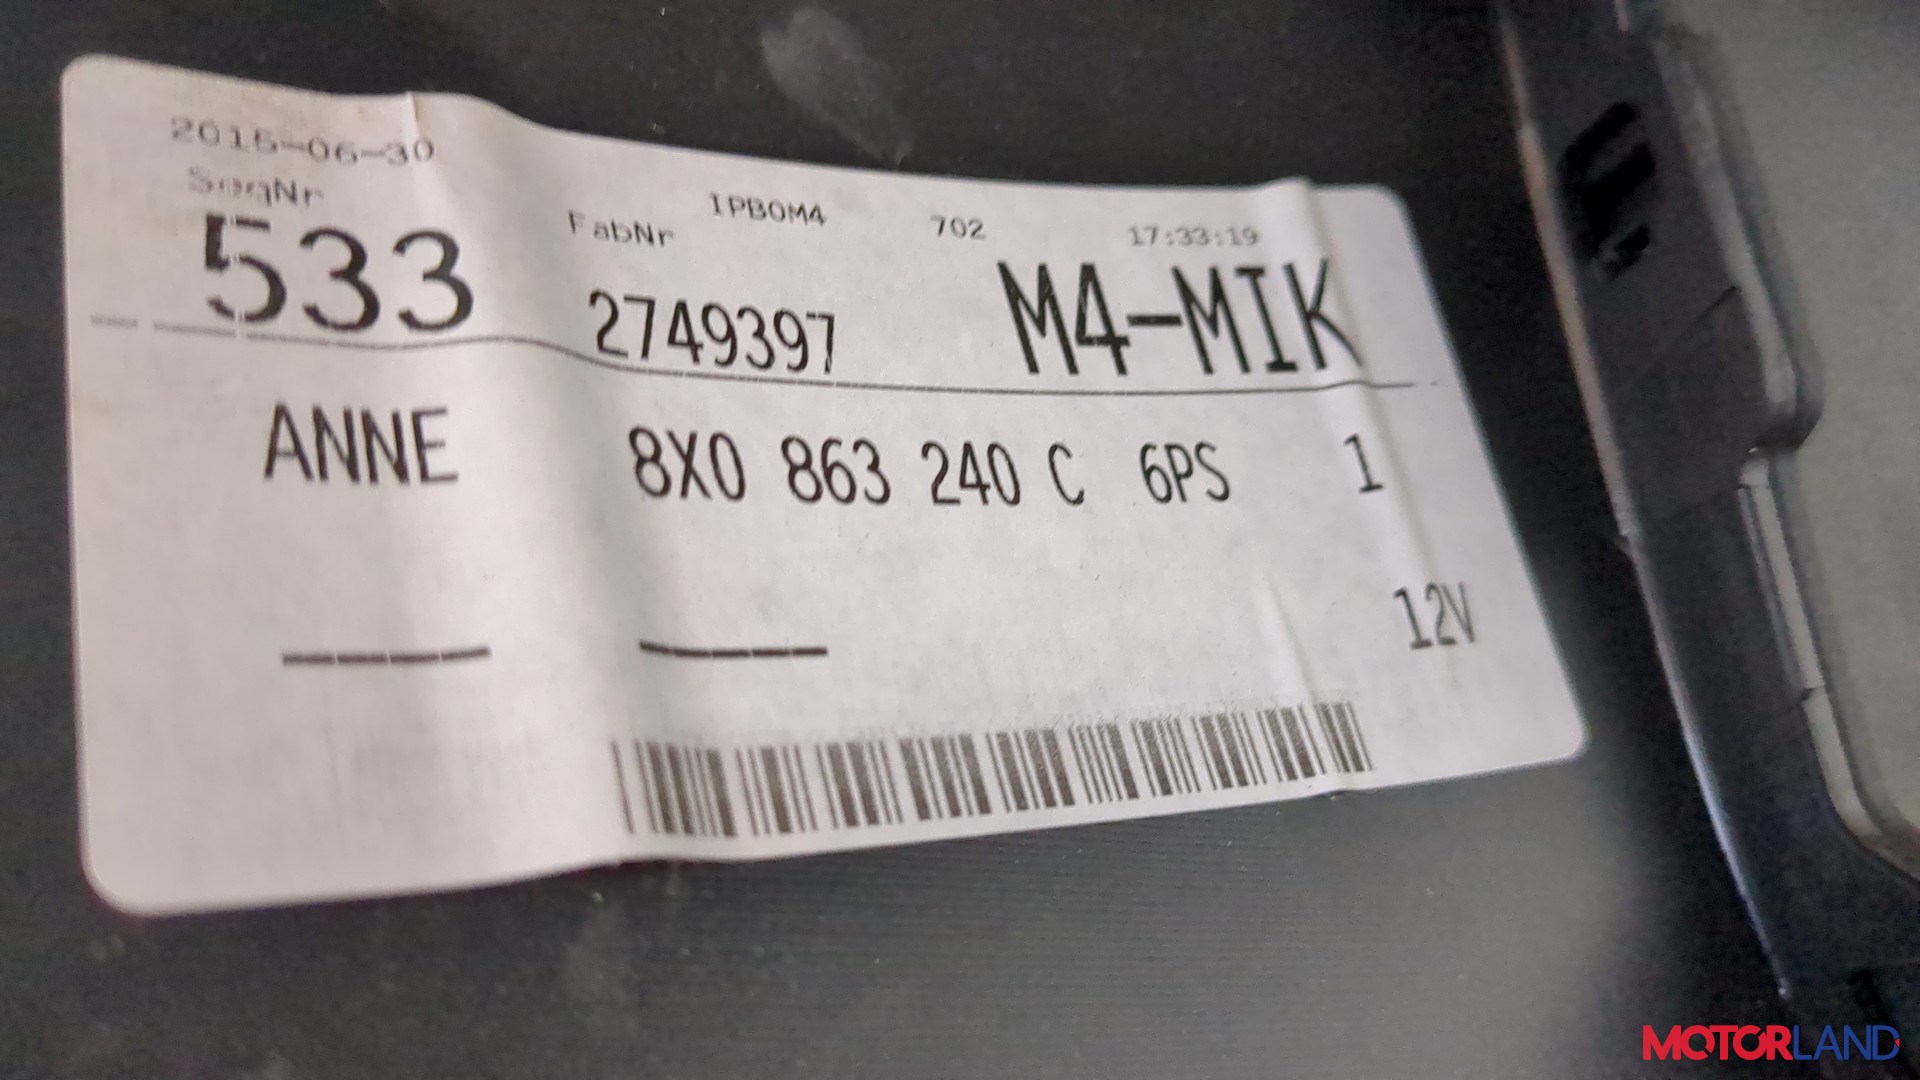 2015-06-30
SeqNr IPBOM4 702 17:33:19
533 FabNr 2749397 M4-MIK
ANNE 8X0 863 240 C 6PS 1
12V
MOTORLAND